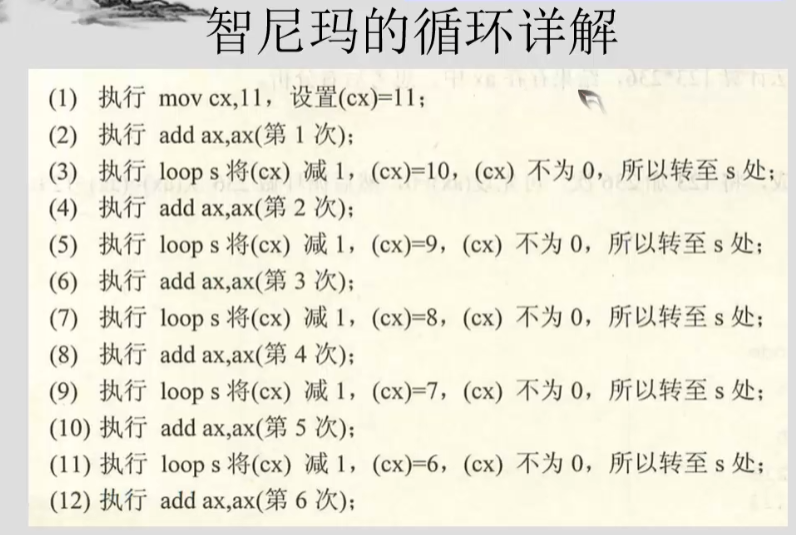 智尼玛的循环详解
(1) 执行 mov cx,11，设置(cx)=11；
(2) 执行 add ax,ax(第 1 次)；
(3) 执行 loop s 将(cx) 减 1，(cx)=10，(cx) 不为 0，所以转至 s 处；
(4) 执行 add ax,ax(第 2 次)；
(5) 执行 loop s 将(cx) 减 1，(cx)=9，(cx) 不为 0，所以转至 s 处；
(6) 执行 add ax,ax(第 3 次)；
(7) 执行 loop s 将(cx) 减 1，(cx)=8，(cx) 不为 0，所以转至 s 处；
(8) 执行 add ax,ax(第 4 次)；
(9) 执行 loop s 将(cx) 减 1，(cx)=7，(cx) 不为 0，所以转至 s 处；
(10) 执行 add ax,ax(第 5 次)；
(11) 执行 loop s 将(cx) 减 1，(cx)=6，(cx) 不为 0，所以转至 s 处；
(12) 执行 add ax,ax(第 6 次)；